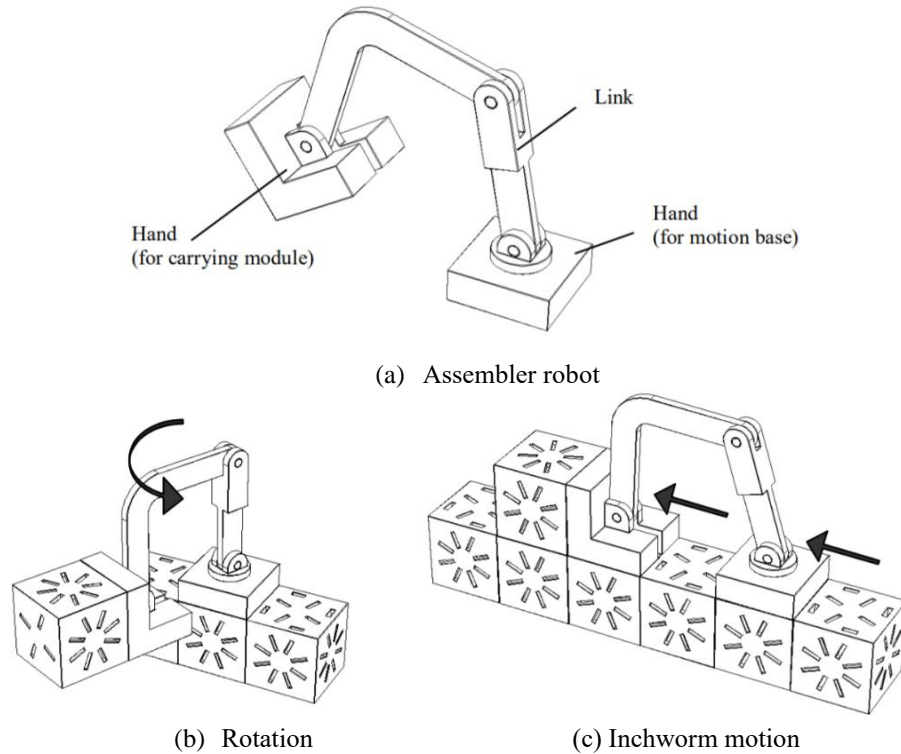 Link
Hand
(for motion base)
Hand
(for carrying module)
(a) Assembler robot
(b) Rotation
(c) Inchworm motion